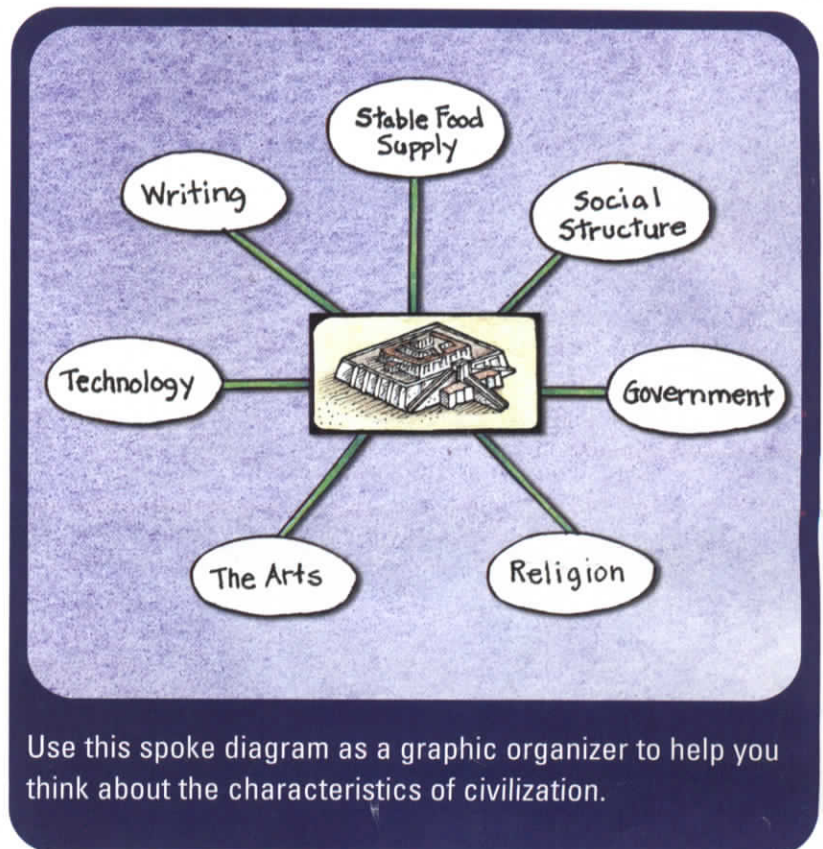 Stable Food
Supply
Writing
Social
Structure
Technology
Government
The Arts
Religion
Use this spoke diagram as a graphic organizer to help you
think about the characteristics of civilization.